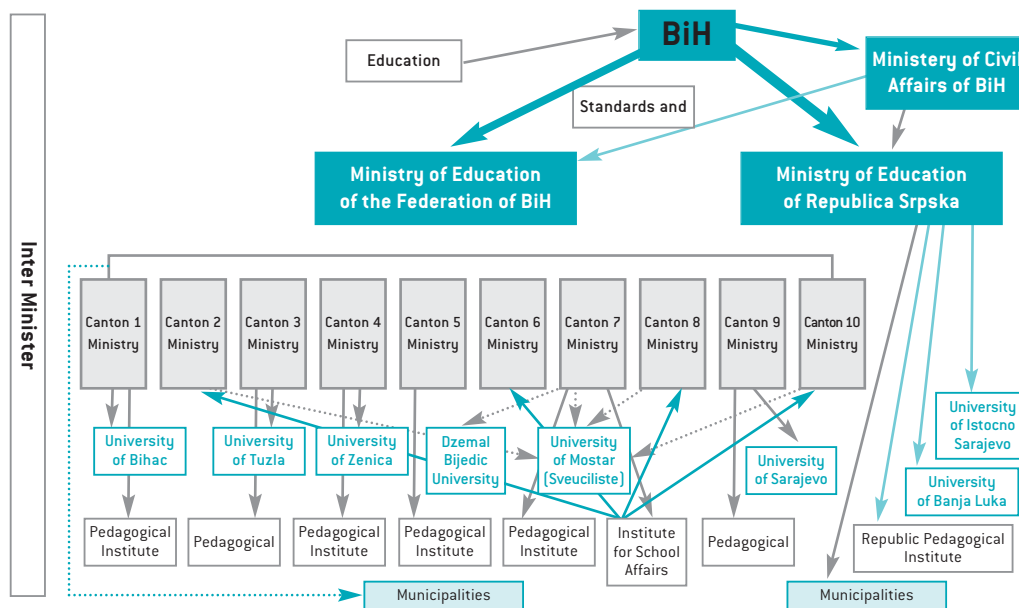 BiH
Education
Ministery of Civil
Affairs of BiH
Standards and
Ministry of Education
of the Federation of BiH
Ministry of Education
of Republica Srpska
Inter Minister
Canton 1
Ministry
Canton 2
Ministry
Canton 3
Ministry
Canton 4
Ministry
Canton 5
Ministry
Canton 6
Ministry
Canton 7
Ministry
Canton 8
Ministry
Canton 9
Ministry
Canton 10
Ministry
University
of Bihac
University
of Tuzla
University
of Zenica
Dzemal
Bijedic
University
University
of Mostar
(Sveuciliste)
University
of Sarajevo
University
of Istocno
Sarajevo
University
of Banja Luka
Pedagogical
Institute
Pedagogical
Pedagogical
Institute
Pedagogical
Institute
Pedagogical
Institute
Institute
for School
Affairs
Pedagogical
Republic Pedagogical
Institute
Municipalities
Municipalities